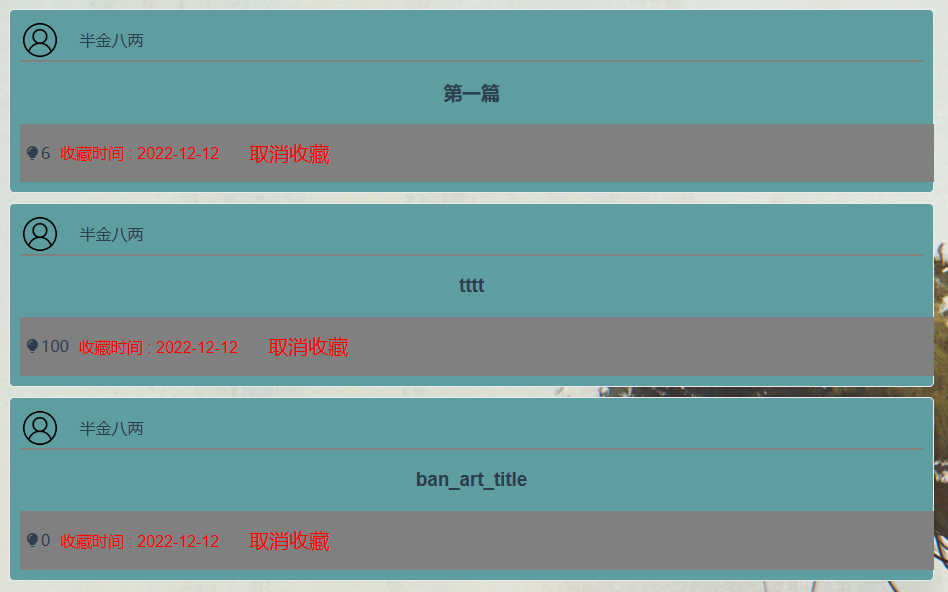 半金八两
第一篇
6 收藏时间 : 2022-12-12 取消收藏
半金八两
tttt
100 收藏时间 : 2022-12-12 取消收藏
半金八两
ban_art_title
0 收藏时间 : 2022-12-12 取消收藏